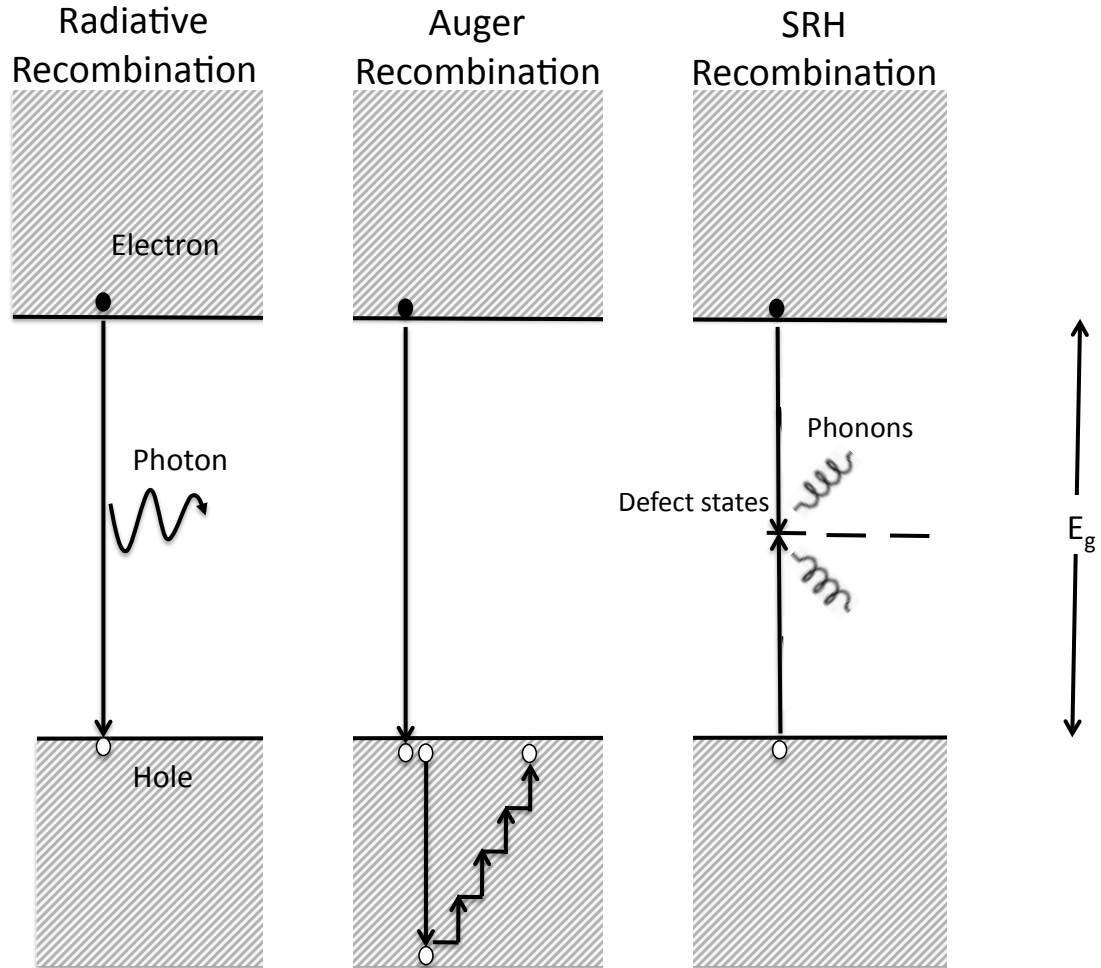 Radiative
Recombination
Auger
Recombination
SRH
Recombination
Electron
Photon
Phonons
Defect states
E_g
Hole